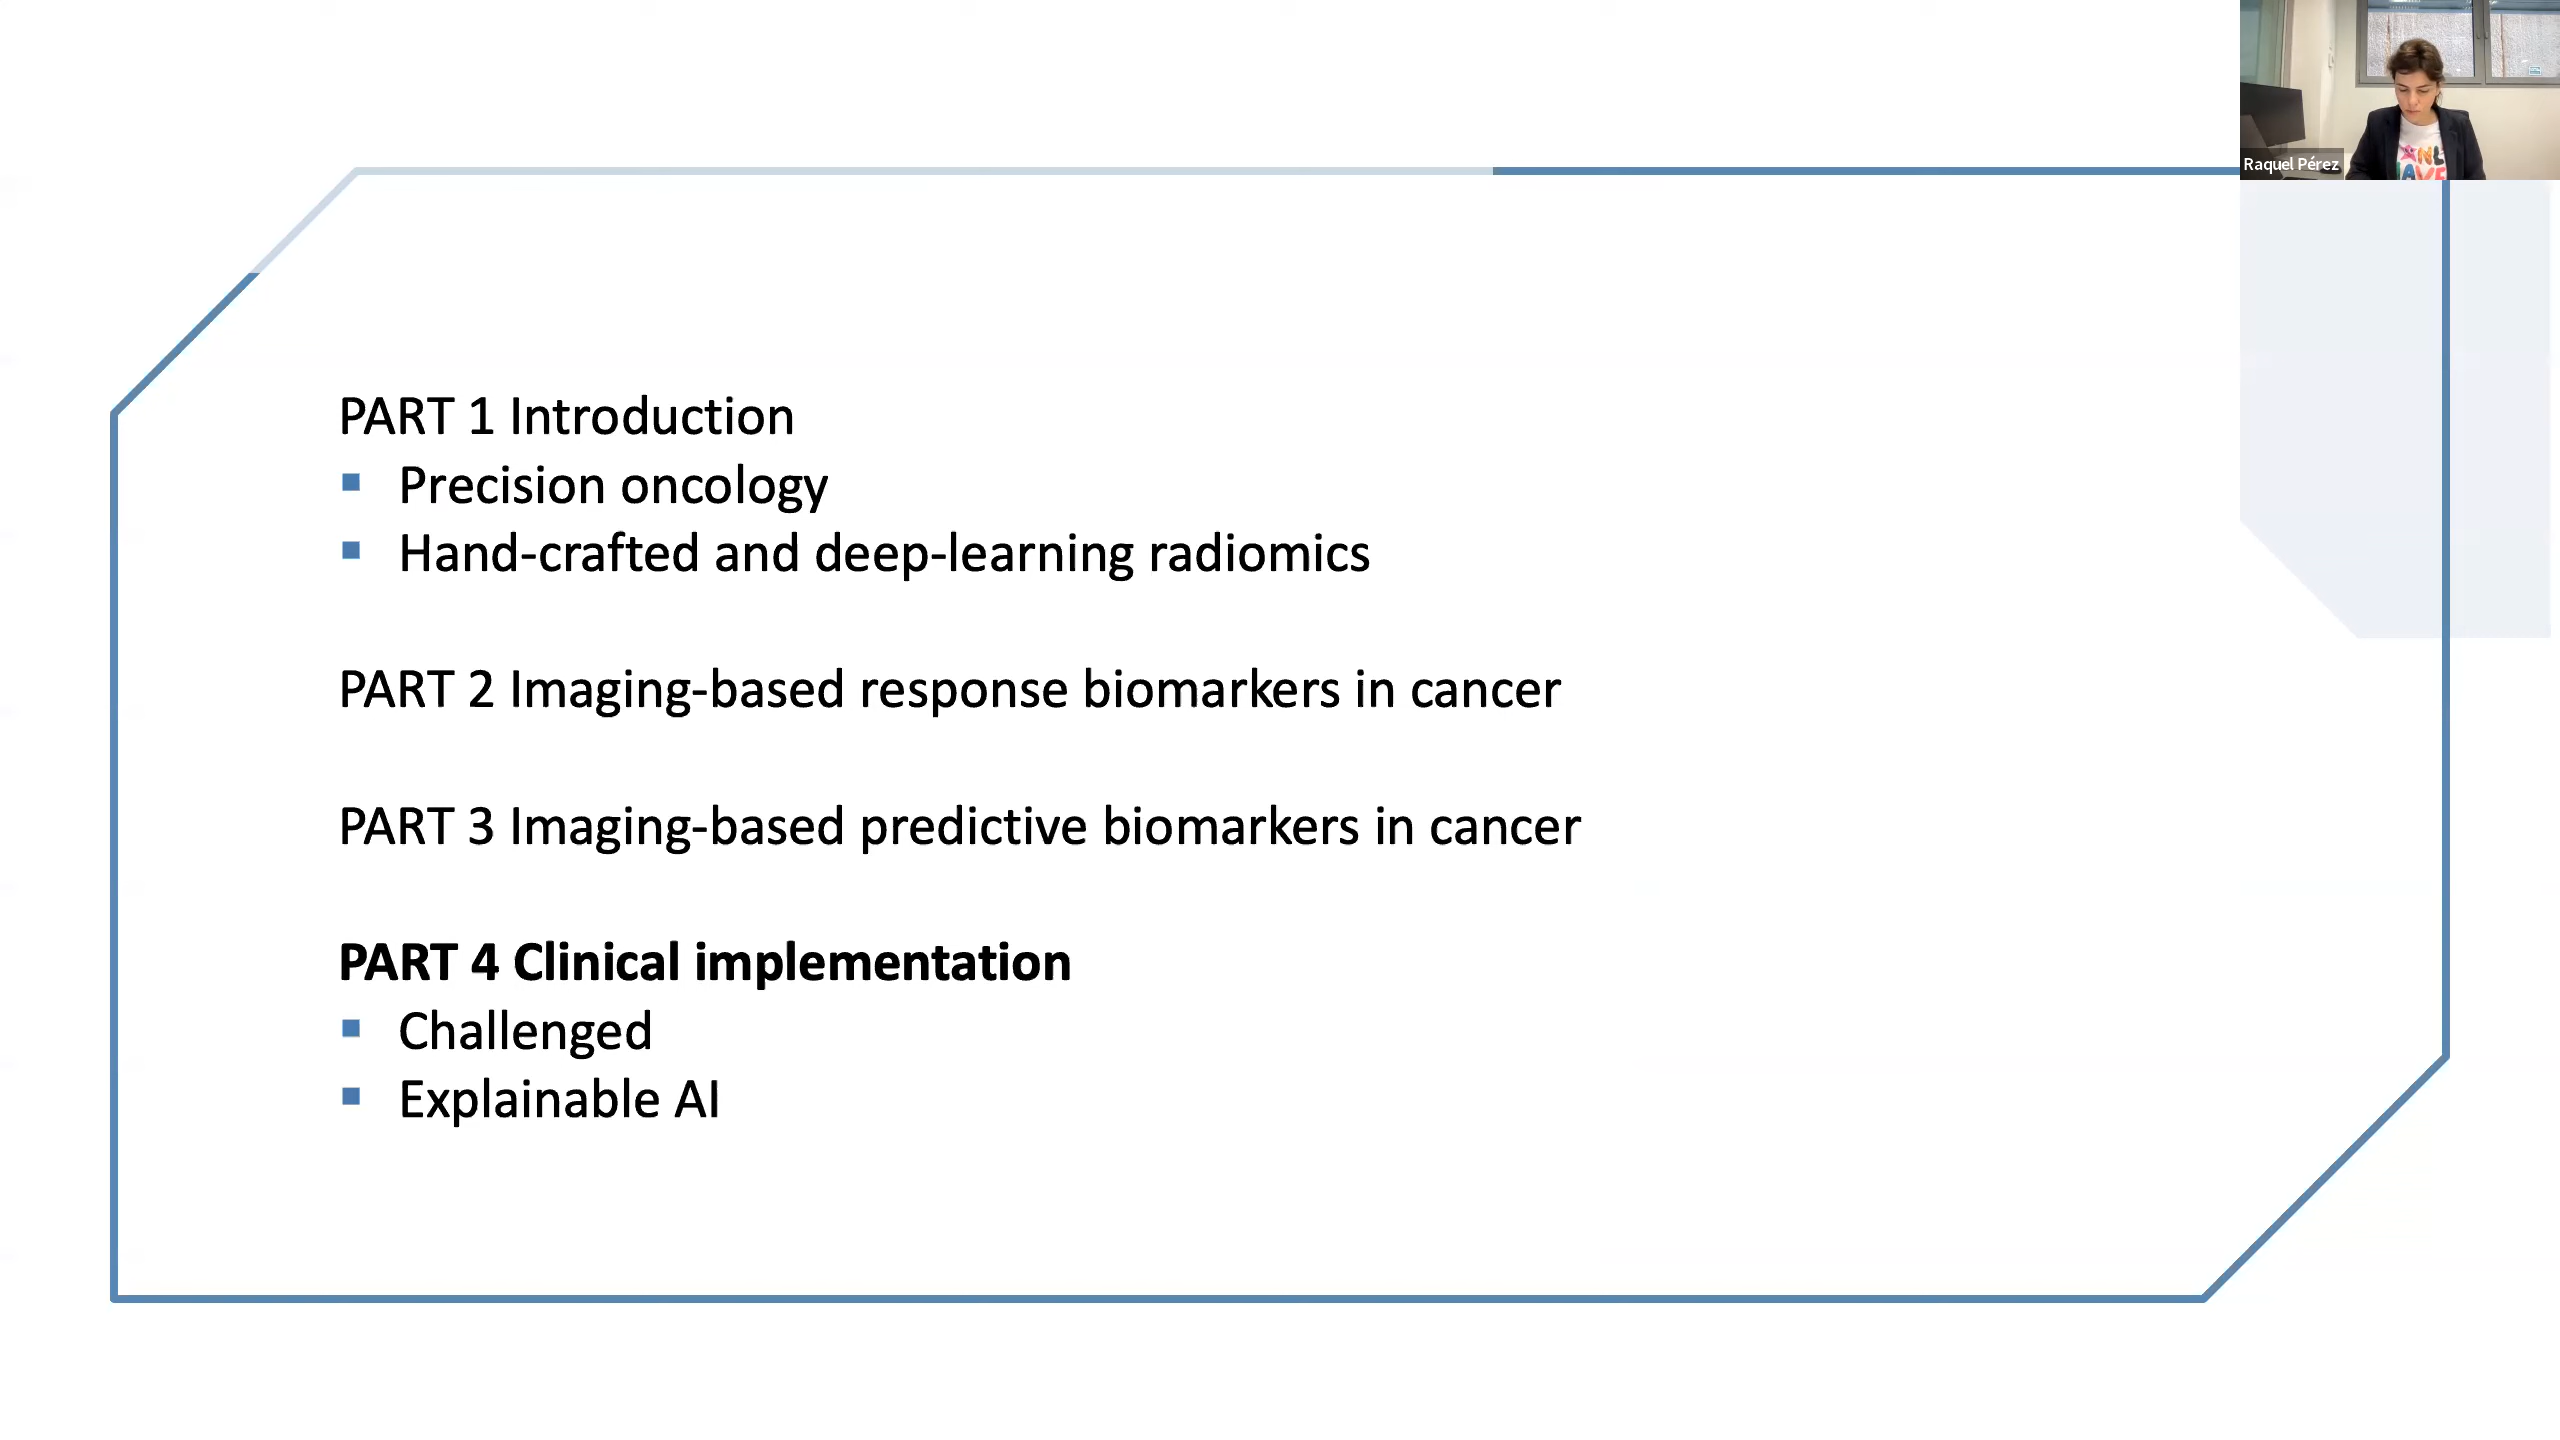 Raquel Pérez
PART 1 Introduction
Precision oncology
Hand-crafted and deep-learning radiomics
PART 2 Imaging-based response biomarkers in cancer
PART 3 Imaging-based predictive biomarkers in cancer
PART 4 Clinical implementation
Challenged
Explainable AI